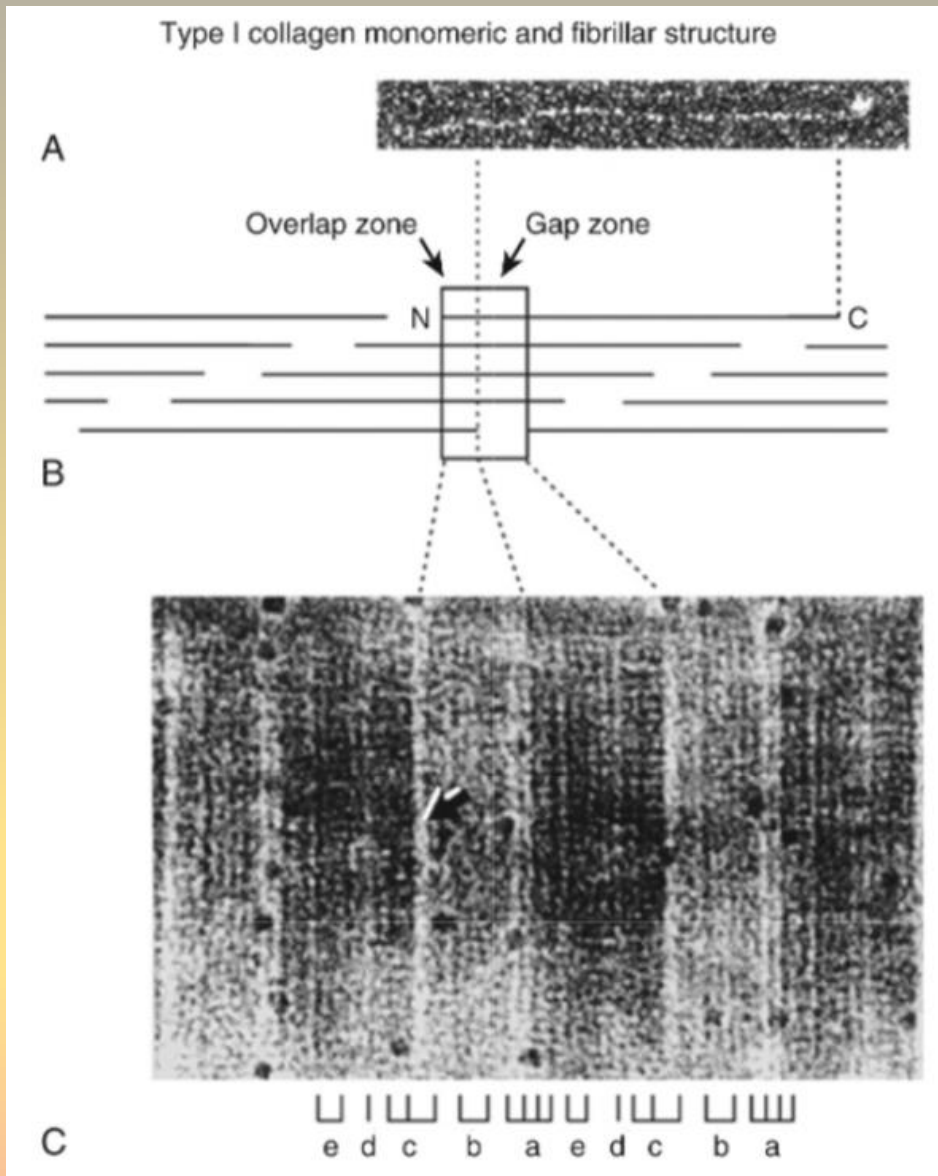 Type I collagen monomeric and fibrillar structure
A
Overlap zone Gap zone
N C
B
e d c b a e d c b a
C